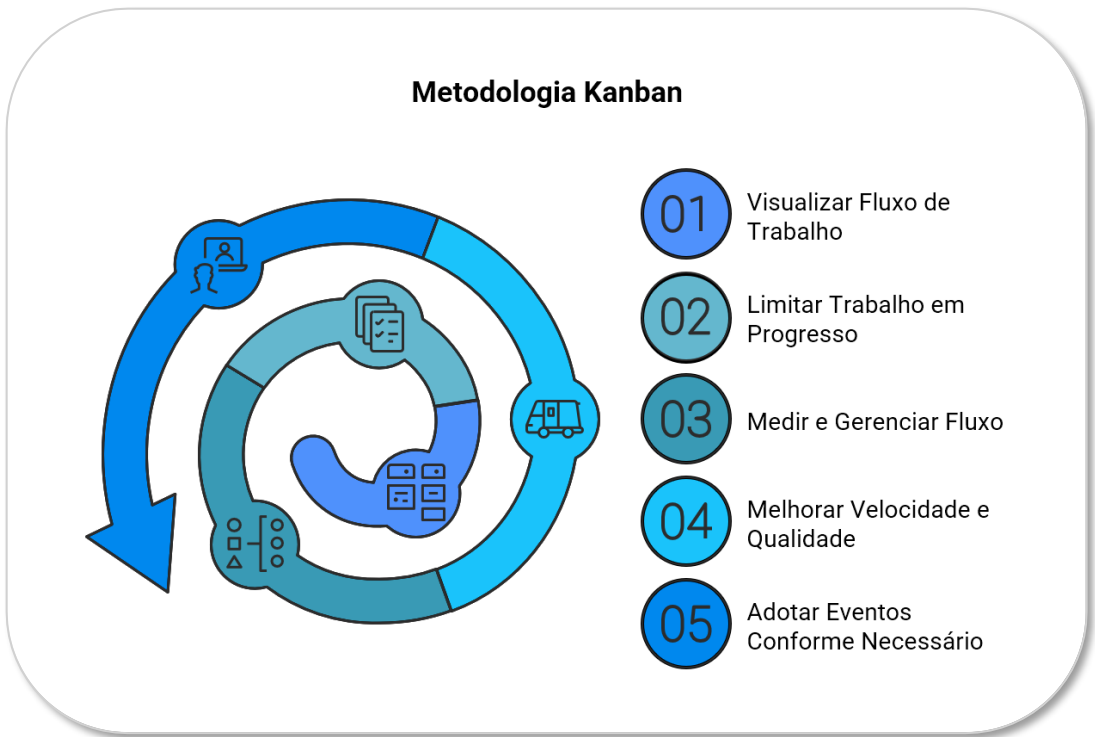 Metodologia Kanban
01
Visualizar Fluxo de
Trabalho
02
Limitar Trabalho em
Progresso
03
Medir e Gerenciar Fluxo
04
Melhorar Velocidade e
Qualidade
05
Adotar Eventos
Conforme Necessário